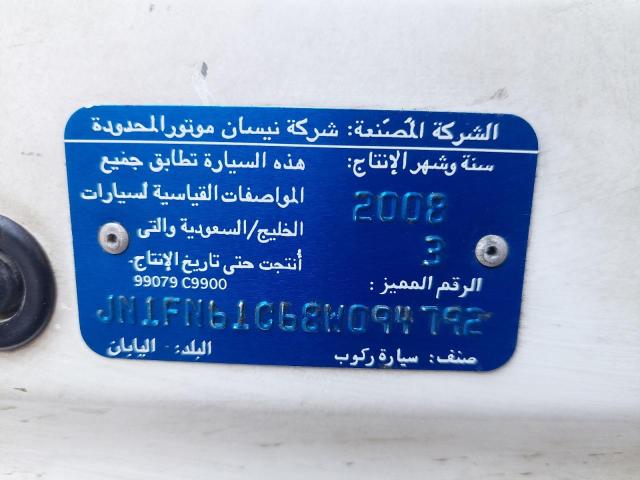 الشركة المُصنّعة: شركة نيسان موتور المحدودة
سنة وشهر الإنتاج:
2008
3
هذه السيارة تطابق جميع
المواصفات القياسية لسيارات
الخليج/السعودية والتي
أنتجت حتى تاريخ الإنتاج.
99079 C9900
الرقم المميز :
JN1FN61C68W094792
صنف: سيارة ركوب
البلد: اليابان